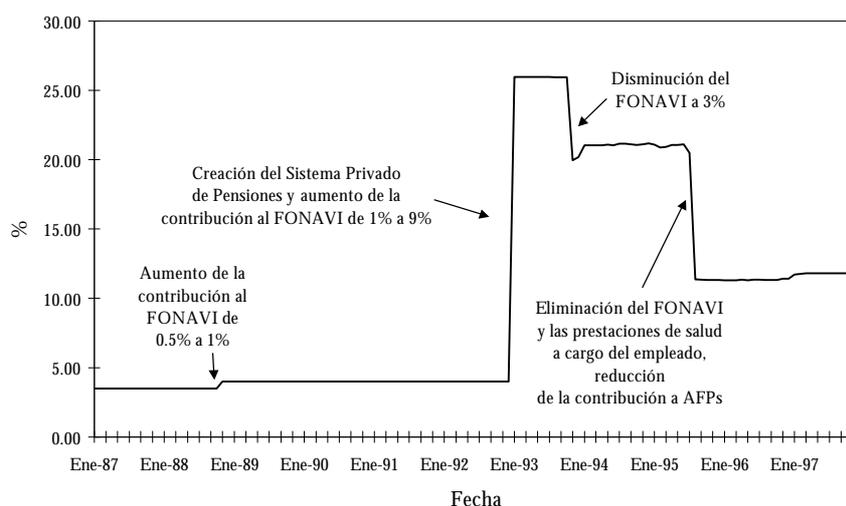 30.00
25.00
20.00
15.00
10.00
5.00
0.00
%
Disminución del
FONAVI a 3%
Creación del Sistema Privado
de Pensiones y aumento de la
contribución al FONAVI de 1% a 9%
Aumento de la
contribución al
FONAVI de
0.5% a 1%
Eliminación del FONAVI
y las prestaciones de salud
a cargo del empleado,
reducción
de la contribución a AFPs
Ene-87 Ene-88 Ene-89 Ene-90 Ene-91 Ene-92 Ene-93 Ene-94 Ene-95 Ene-96 Ene-97
Fecha